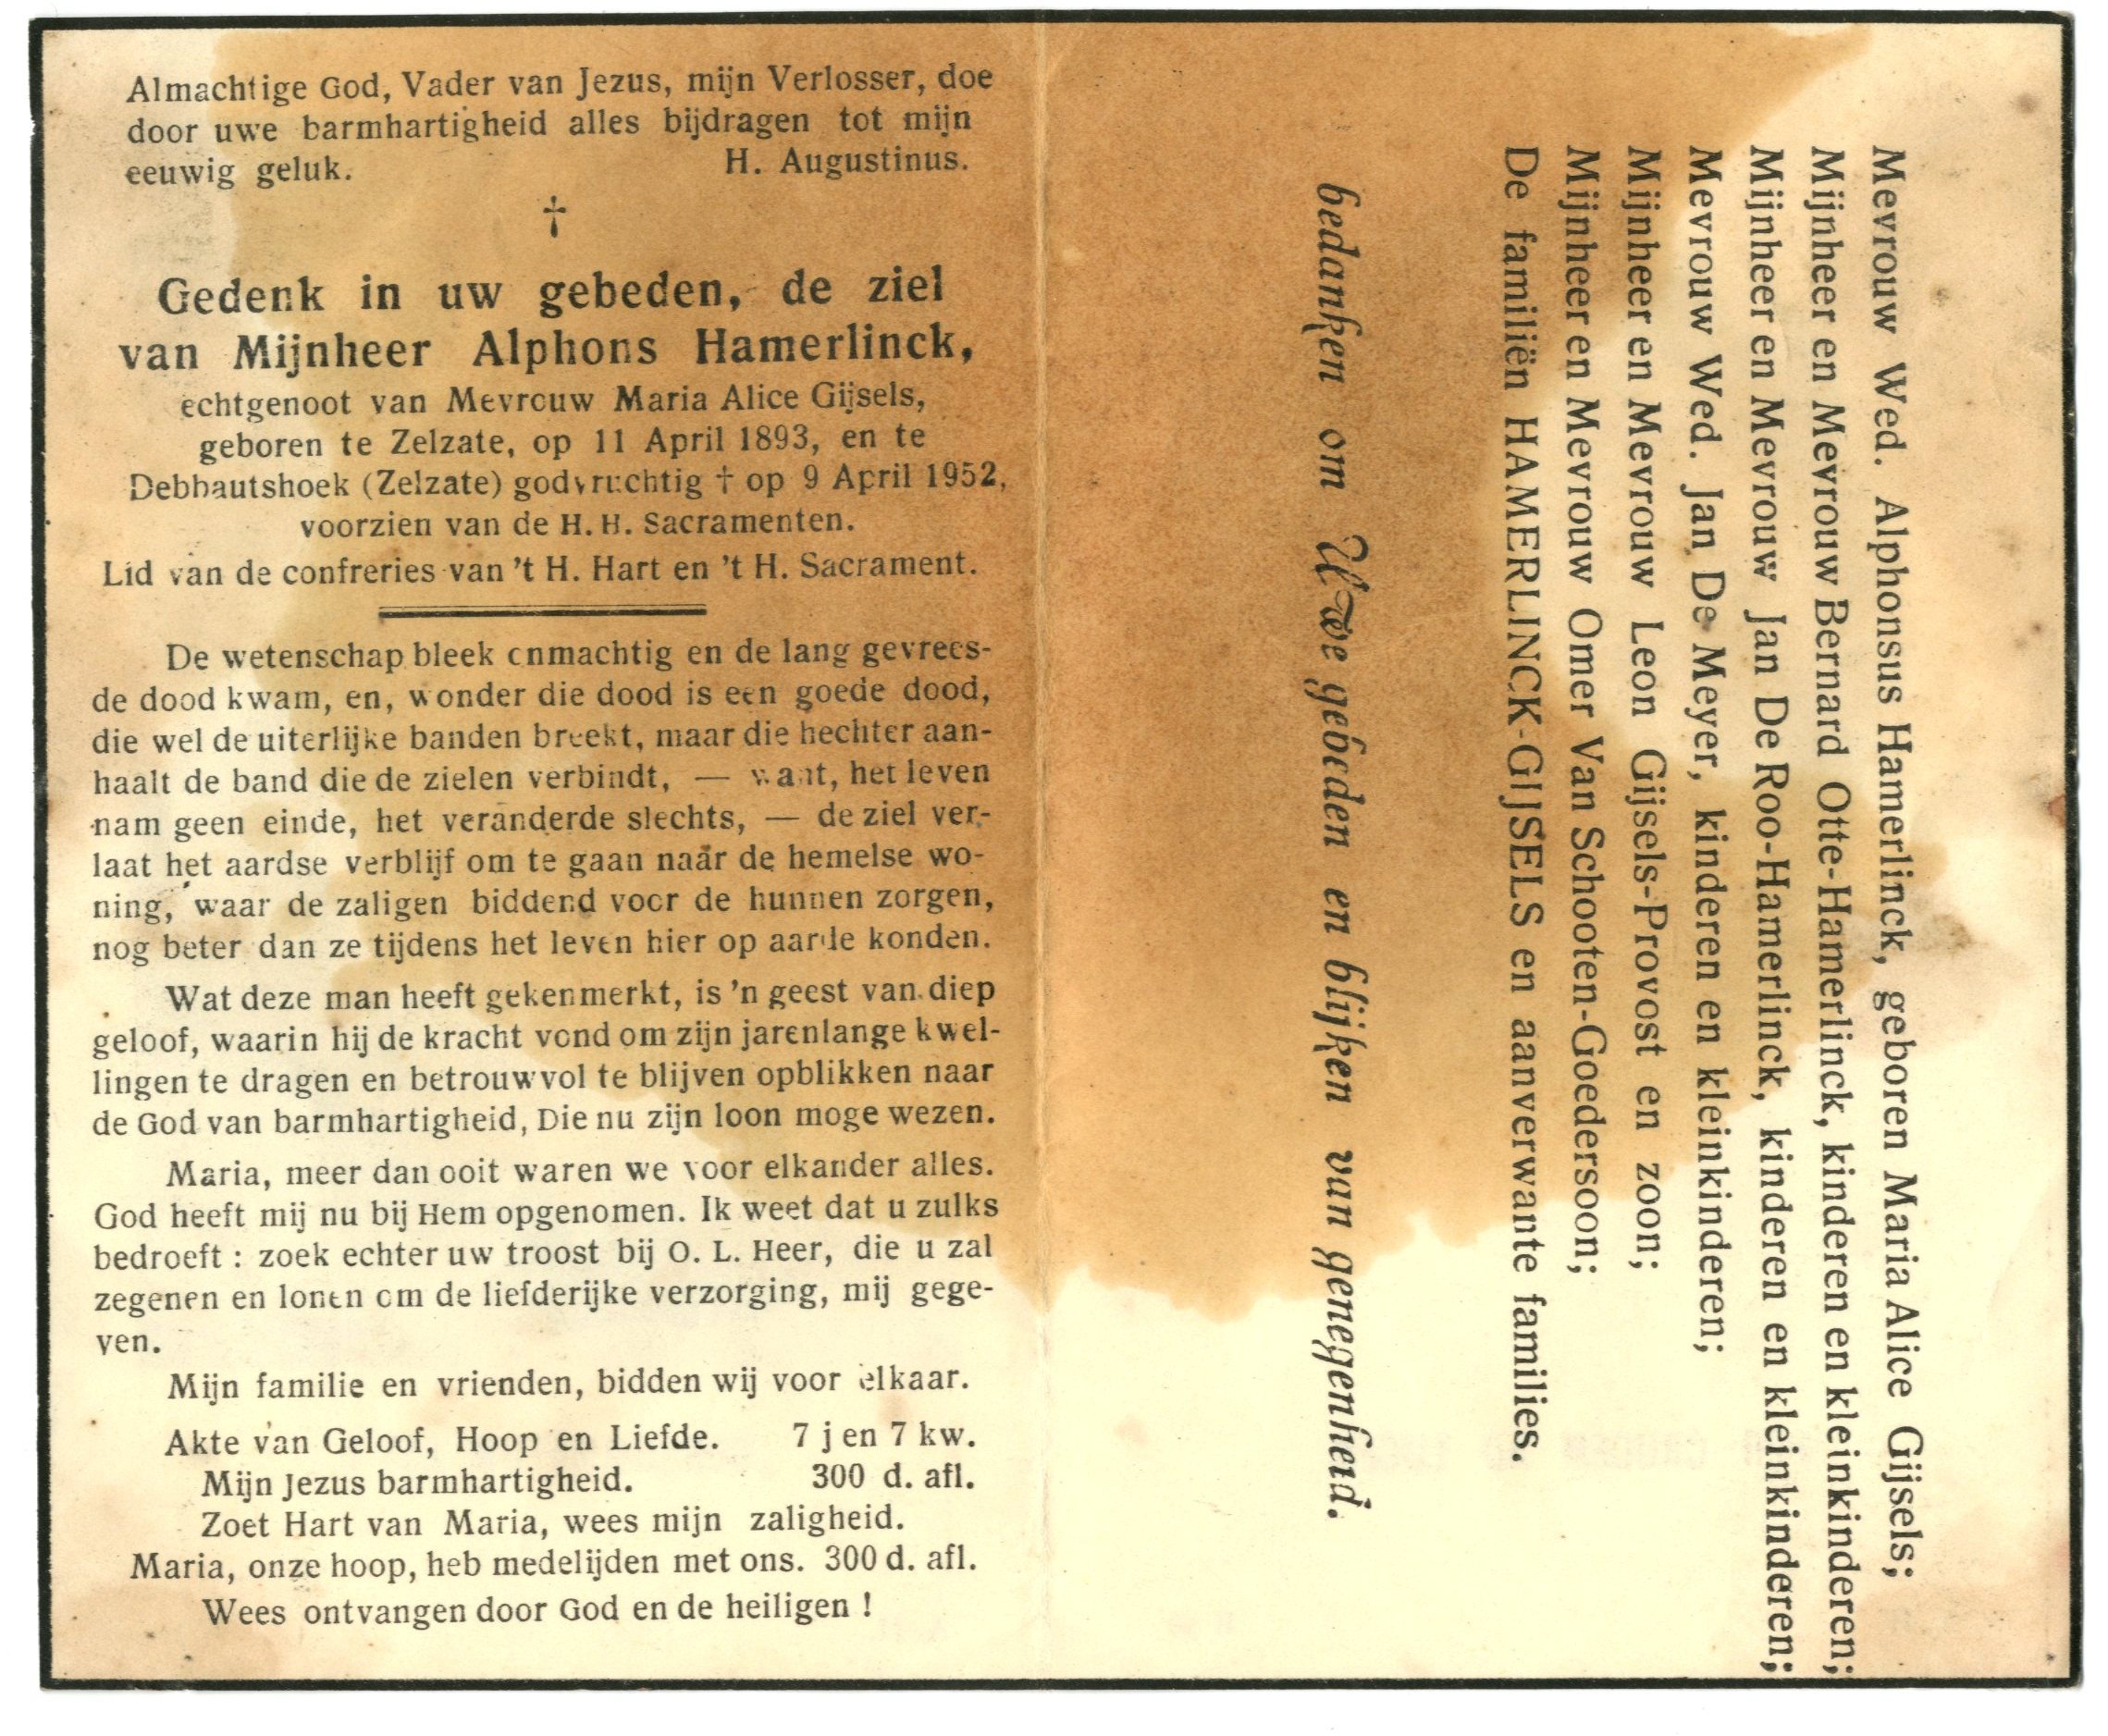 Almachtige God, Vader van Jezus, mijn Verlosser, doe
door uwe barmhartigheid alles bijdragen tot mijn
eeuwig geluk. H. Augustinus.
†
Gedenk in uw gebeden, de ziel
van Mijnheer Alphons Hamerlinck,
echtgenoot van Mevrouw Maria Alice Gijsels,
geboren te Zelzate, op 11 April 1893, en te
Debbautshoek (Zelzate) godvruchtig † op 9 April 1952,
voorzien van de H. H. Sacramenten.
Lid van de confreries van 't H. Hart en 't H. Sacrament.
De wetenschap bleek onmachtig en de lang gevrees-
de dood kwam, en, wonder die dood is een goede dood,
die wel de uiterlijke banden breekt, maar die hechter aan-
haalt de band die de zielen verbindt, — want, het leven
nam geen einde, het veranderde slechts, — de ziel ver-
laat het aardse verblijf om te gaan naar de hemelse wo-
ning, waar de zaligen biddend voor de hunnen zorgen,
nog beter dan ze tijdens het leven hier op aarde konden.
Wat deze man heeft gekenmerkt, is 'n geest van diep
geloof, waarin hij de kracht vond om zijn jarenlange kwel-
lingen te dragen en betrouwvol te blijven opblikken naar
de God van barmhartigheid, Die nu zijn loon moge wezen.
Maria, meer dan ooit waren we voor elkander alles.
God heeft mij nu bij Hem opgenomen. Ik weet dat u zulks
bedroeft : zoek echter uw troost bij O. L. Heer, die u zal
zegenen en lonen om de liefderijke verzorging, mij gege-
ven.
Mijn familie en vrienden, bidden wij voor elkaar.
Akte van Geloof, Hoop en Liefde. 7 j en 7 kw.
Mijn Jezus barmhartigheid. 300 d. afl.
Zoet Hart van Maria, wees mijn zaligheid.
Maria, onze hoop, heb medelijden met ons. 300 d. afl.
Wees ontvangen door God en de heiligen !
Mevrouw Wed. Alphonsus Hamerlinck, geboren Maria Alice Gijsels;
Mijnheer en Mevrouw Bernard Otte-Hamerlinck, kinderen en kleinkinderen;
Mijnheer en Mevrouw Jan De Roo-Hamerlinck, kinderen en kleinkinderen;
Mevrouw Wed. Jan De Meyer, kinderen en kleinkinderen;
Mijnheer en Mevrouw Leon Gijsels-Provost en zoon;
Mijnheer en Mevrouw Omer Van Schooten-Goedersoon;
De familiën HAMERLINCK-GIJSELS en aanverwante families.
bedanken om Uwe gebeden en blijken van genegenheid.